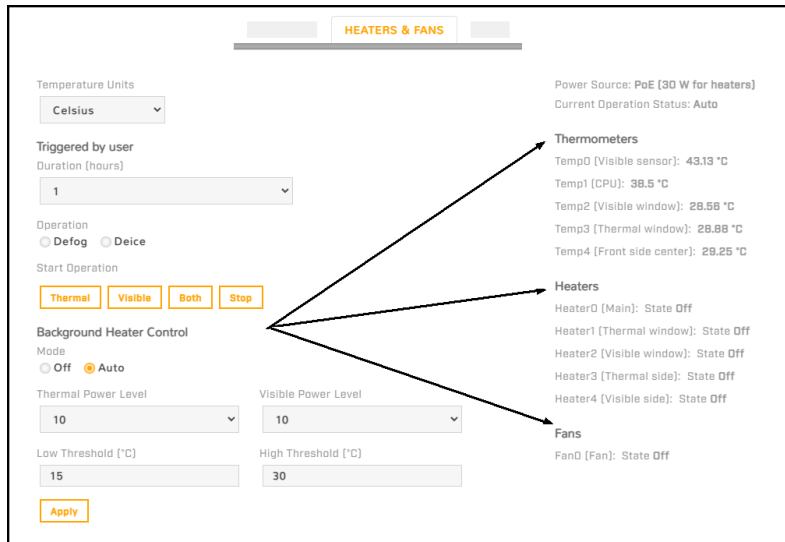 HEATERS & FANS
Temperature Units
Celsius
Triggered by user
Duration (hours)
1
Operation
Defog Deice
Start Operation
Thermal Visible Both Stop
Background Heater Control
Mode
Off Auto
Thermal Power Level Visible Power Level
10 10
Low Threshold (°C) High Threshold (°C)
15 30
Apply
Power Source: PoE (30 W for heaters)
Current Operation Status: Auto
Thermometers
Temp0 (Visible sensor): 43.13 °C
Temp1 (CPU): 38.5 °C
Temp2 (Visible window): 28.56 °C
Temp3 (Thermal window): 28.88 °C
Temp4 (Front side center): 29.25 °C
Heaters
Heater0 (Main): State Off
Heater1 (Thermal window): State Off
Heater2 (Visible window): State Off
Heater3 (Thermal side): State Off
Heater4 (Visible side): State Off
Fans
Fan0 (Fan): State Off